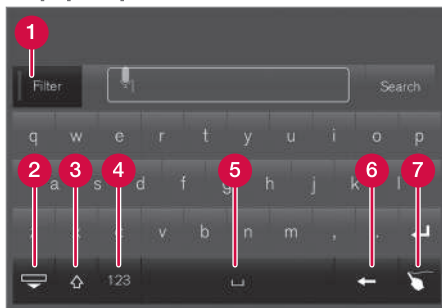 1
Filter Search
q w e r t y u i o p
2 3 4 5 6 7
a s d f g h j k l
z x c v b n m , .
123